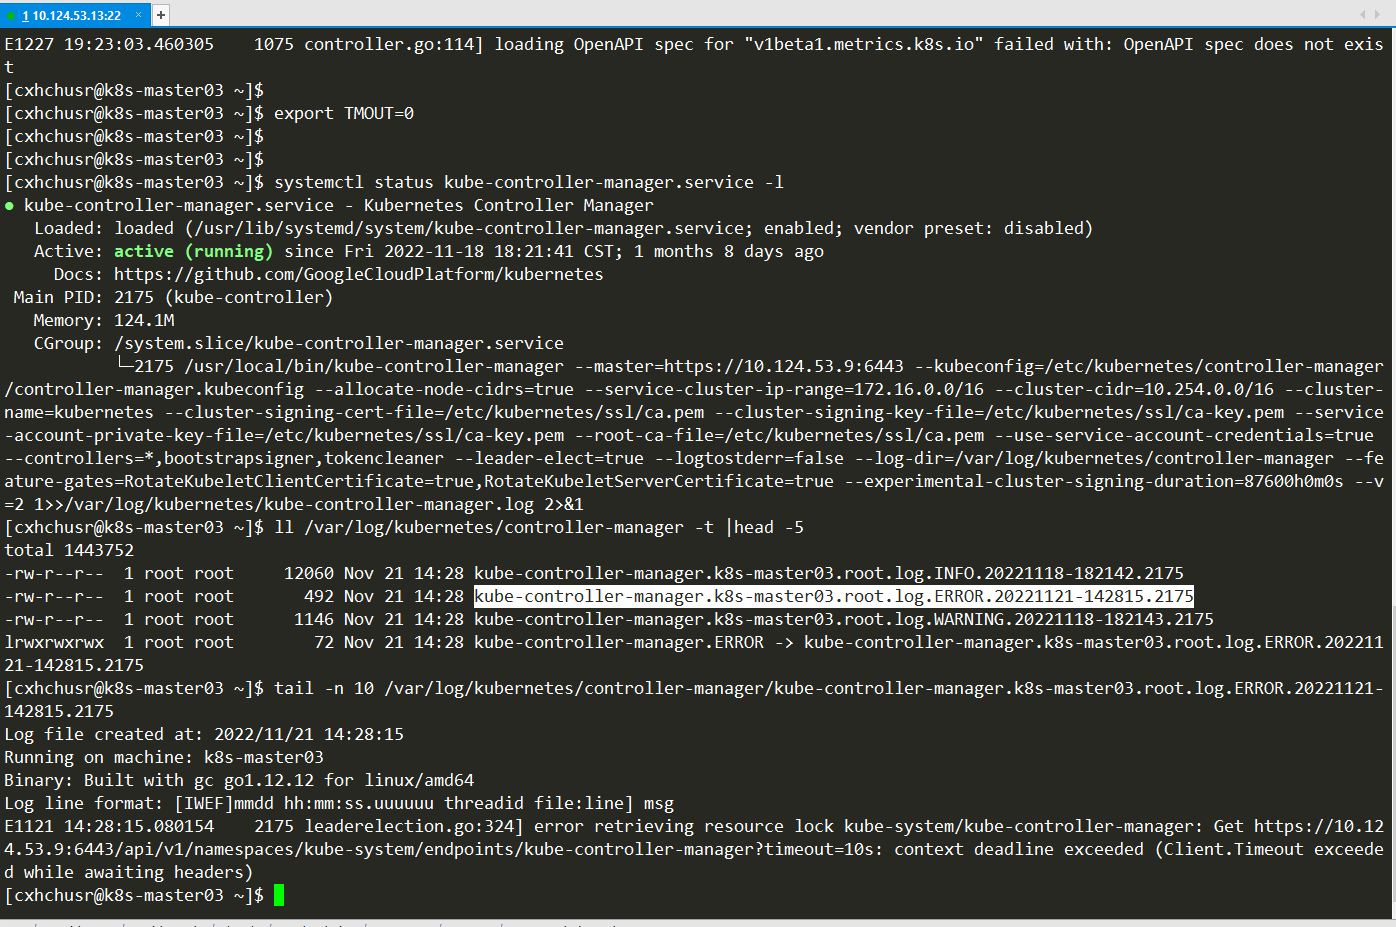 1 10.124.53.13:22 × +
E1227 19:23:03.460305    1075 controller.go:114] loading OpenAPI spec for "v1beta1.metrics.k8s.io" failed with: OpenAPI spec does not exis
t
[cxhchusr@k8s-master03 ~]$
[cxhchusr@k8s-master03 ~]$ export TMOUT=0
[cxhchusr@k8s-master03 ~]$
[cxhchusr@k8s-master03 ~]$
[cxhchusr@k8s-master03 ~]$ systemctl status kube-controller-manager.service -l
● kube-controller-manager.service - Kubernetes Controller Manager
   Loaded: loaded (/usr/lib/systemd/system/kube-controller-manager.service; enabled; vendor preset: disabled)
   Active: active (running) since Fri 2022-11-18 18:21:41 CST; 1 months 8 days ago
     Docs: https://github.com/GoogleCloudPlatform/kubernetes
 Main PID: 2175 (kube-controller)
   Memory: 124.1M
   CGroup: /system.slice/kube-controller-manager.service
           └─2175 /usr/local/bin/kube-controller-manager --master=https://10.124.53.9:6443 --kubeconfig=/etc/kubernetes/controller-manager
/controller-manager.kubeconfig --allocate-node-cidrs=true --service-cluster-ip-range=172.16.0.0/16 --cluster-cidr=10.254.0.0/16 --cluster-
name=kubernetes --cluster-signing-cert-file=/etc/kubernetes/ssl/ca.pem --cluster-signing-key-file=/etc/kubernetes/ssl/ca-key.pem --service
-account-private-key-file=/etc/kubernetes/ssl/ca-key.pem --root-ca-file=/etc/kubernetes/ssl/ca.pem --use-service-account-credentials=true
--controllers=*,bootstrapsigner,tokencleaner --leader-elect=true --logtostderr=false --log-dir=/var/log/kubernetes/controller-manager --fe
ature-gates=RotateKubeletClientCertificate=true,RotateKubeletServerCertificate=true --experimental-cluster-signing-duration=87600h0m0s --v
=2 1>>/var/log/kubernetes/kube-controller-manager.log 2>&1
[cxhchusr@k8s-master03 ~]$ ll /var/log/kubernetes/controller-manager -t |head -5
total 1443752
-rw-r--r--  1 root root     12060 Nov 21 14:28 kube-controller-manager.k8s-master03.root.log.INFO.20221118-182142.2175
-rw-r--r--  1 root root       492 Nov 21 14:28 kube-controller-manager.k8s-master03.root.log.ERROR.20221121-142815.2175
-rw-r--r--  1 root root      1146 Nov 21 14:28 kube-controller-manager.k8s-master03.root.log.WARNING.20221118-182143.2175
lrwxrwxrwx  1 root root        72 Nov 21 14:28 kube-controller-manager.ERROR -> kube-controller-manager.k8s-master03.root.log.ERROR.202211
21-142815.2175
[cxhchusr@k8s-master03 ~]$ tail -n 10 /var/log/kubernetes/controller-manager/kube-controller-manager.k8s-master03.root.log.ERROR.20221121-
142815.2175
Log file created at: 2022/11/21 14:28:15
Running on machine: k8s-master03
Binary: Built with gc go1.12.12 for linux/amd64
Log line format: [IWEF]mmdd hh:mm:ss.uuuuuu threadid file:line] msg
E1121 14:28:15.080154    2175 leaderelection.go:324] error retrieving resource lock kube-system/kube-controller-manager: Get https://10.12
4.53.9:6443/api/v1/namespaces/kube-system/endpoints/kube-controller-manager?timeout=10s: context deadline exceeded (Client.Timeout exceede
d while awaiting headers)
[cxhchusr@k8s-master03 ~]$